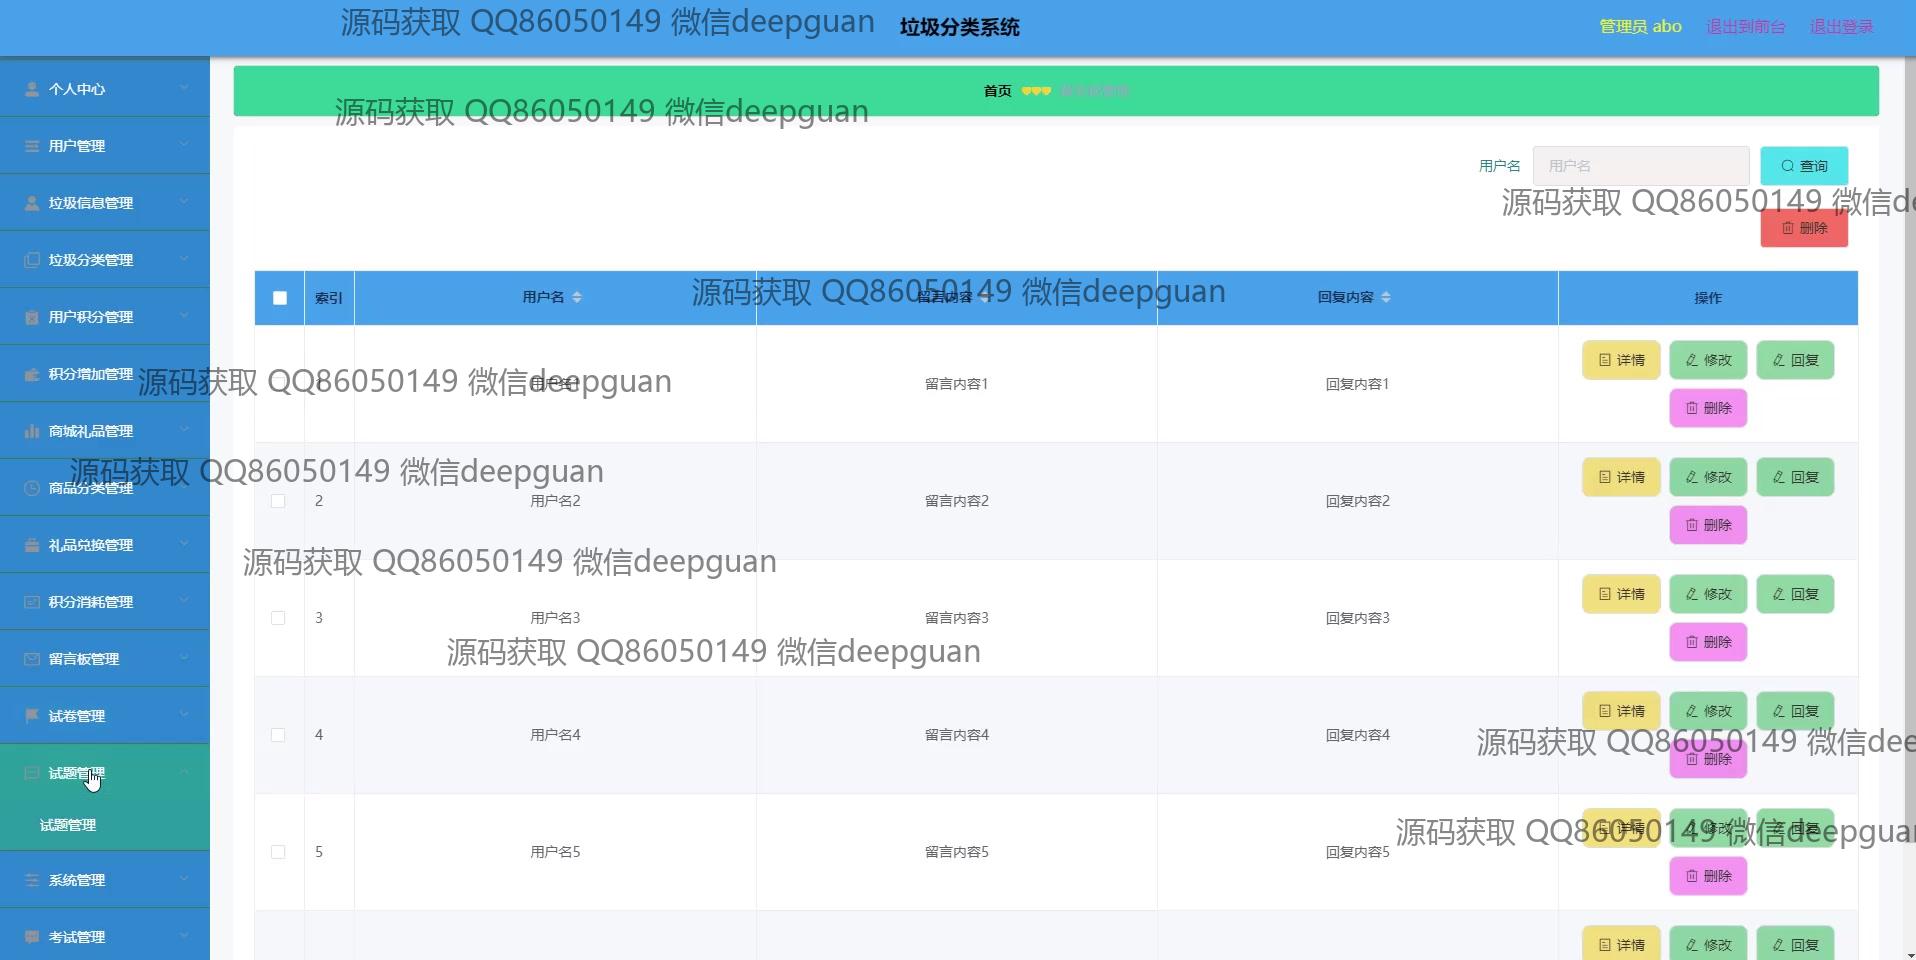 源码获取 QQ86050149 微信deepguan
垃圾分类系统
管理员 abo 退出到前台 退出登录
个人中心
用户管理
垃圾信息管理
垃圾分类管理
用户积分管理
积分增加管理
商城礼品管理
商品分类管理
礼品兑换管理
积分消耗管理
留言板管理
试卷管理
试题管理
试题管理
系统管理
考试管理
首页
源码获取 QQ86050149 微信deepguan
用户名 用户名 查询
源码获取 QQ86050149 微信dee
删除
索引 用户名 留言内容 回复内容 操作
源码获取 QQ86050149 微信deepguan
用户名1 留言内容1 回复内容1 详情 修改 回复
删除
源码获取 QQ86050149 微信deepguan
源码获取 QQ86050149 微信deepguan
2 用户名2 留言内容2 回复内容2 详情 修改 回复
删除
源码获取 QQ86050149 微信deepguan
3 用户名3 留言内容3 回复内容3 详情 修改 回复
删除
源码获取 QQ86050149 微信deepguan
4 用户名4 留言内容4 回复内容4 详情 修改 回复
删除
源码获取 QQ86050149 微信dee
5 用户名5 留言内容5 回复内容5 详情 修改 回复
删除
源码获取 QQ86050149 微信deepguan
详情 修改 回复